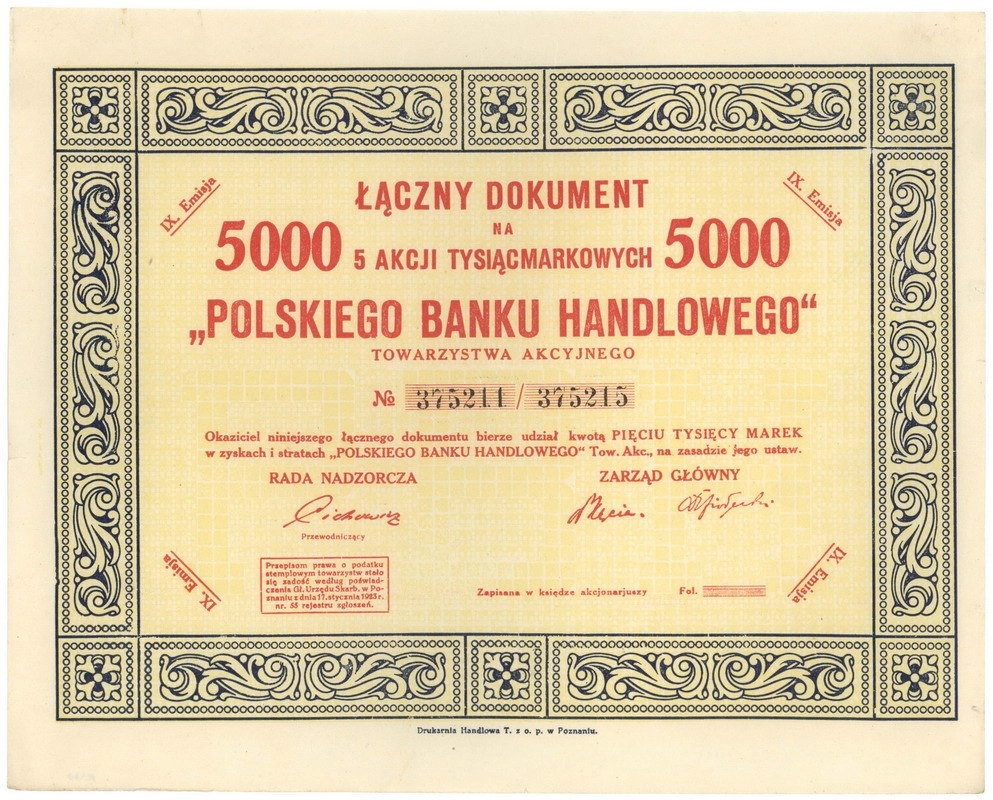 IX. Emisja
IX. Emisja
ŁĄCZNY DOKUMENT
NA
5000 5 AKCJI TYSIĄCMARKOWYCH 5000
„POLSKIEGO BANKU HANDLOWEGO“
TOWARZYSTWA AKCYJNEGO
№ 375211 / 375215
Okaziciel niniejszego łącznego dokumentu bierze udział kwotą PIĘCIU TYSIĘCY MAREK
w zyskach i stratach „POLSKIEGO BANKU HANDLOWEGO“ Tow. Akc., na zasadzie jego ustaw.
RADA NADZORCZA ZARZĄD GŁÓWNY
Cichowicz
Przewodniczący
IX. Emisja
IX. Emisja
Przepisom prawa o podatku
stemplowym towarzystw stało
się zadość według poświad-
czenia Gł. Urzędu Skarb. w Po-
znaniu z dnia 17. stycznia 1923 r.
nr. 55 rejestru zgłoszeń.
Zapisana w księdze akcjonarjuszy Fol.
Drukarnia Handlowa T. z o. p. w Poznaniu.